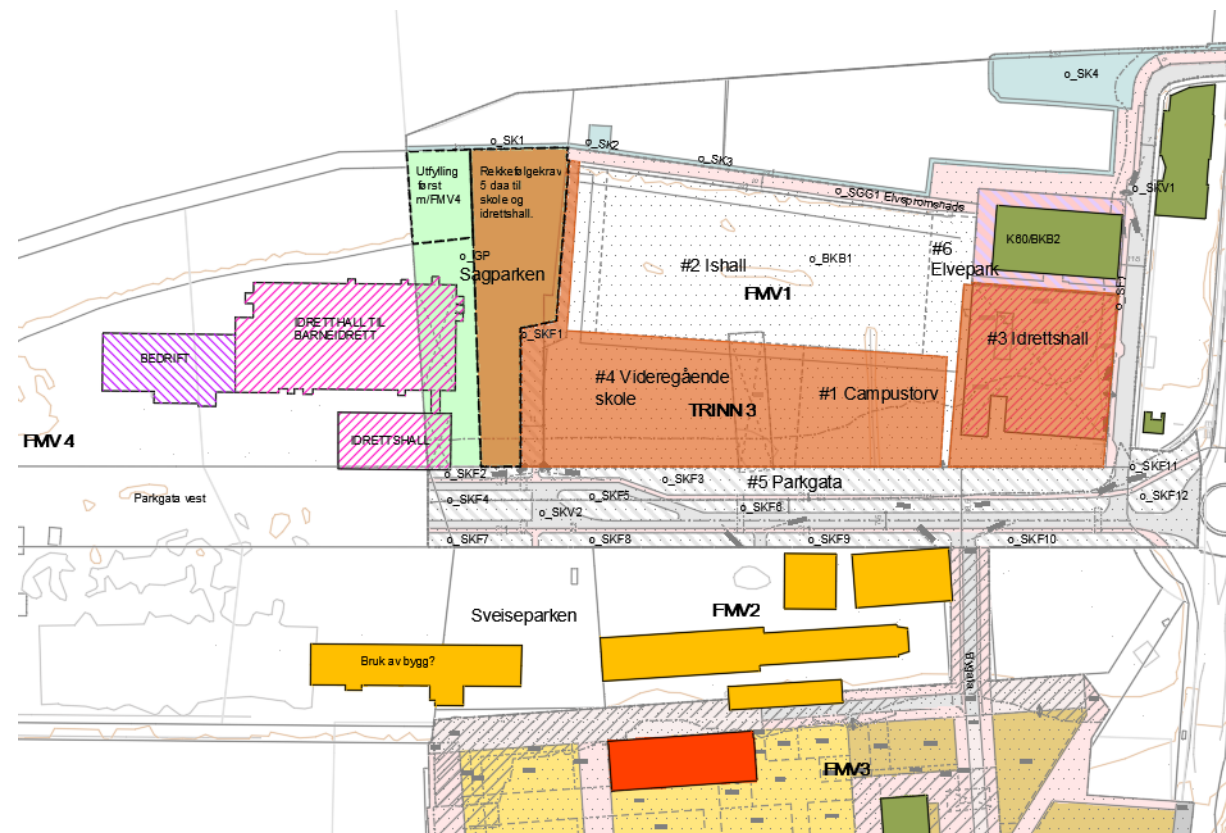 o_SK4
o_SK1
o_SK2
o_SK3
Utfylling
først
m/FMV4
Rekkefølgekrav
5 daa til
skole og
idrettshall.
o_SKV1
o_SGG1 Elvepromenade
K60/BKB2
#6
Elvepark
o_GP
Sagparken
#2 Ishall
o_BKB1
FMV1
IDRETTHALL TIL
BARNEIDRETT
BEDRIFT
o_SKF1
#3 Idrettshall
#4 Videregående
skole
#1 Campustorv
TRINN 3
FMV 4
IDRETTSHALL
o_SKF2
o_SKF3
#5 Parkgata
o_SKF11
Parkgata vest
o_SKF4
o_SKF5
o_SKF6
o_SKF12
o_SKV2
o_SKF7
o_SKF8
o_SKF9
o_SKF10
Sveiseparken
FMV2
Bruk av bygg?
Bygata
FMV3